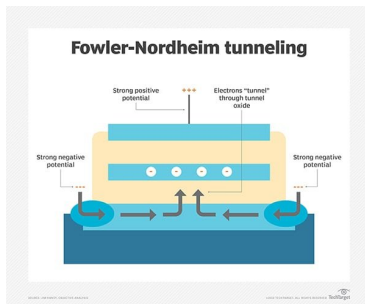 Fowler-Nordheim tunneling
Strong positive
potential
+++
Electrons "tunnel"
through tunnel
oxide
Strong negative
potential
---
Strong negative
potential
---
- - - -
TechTarget